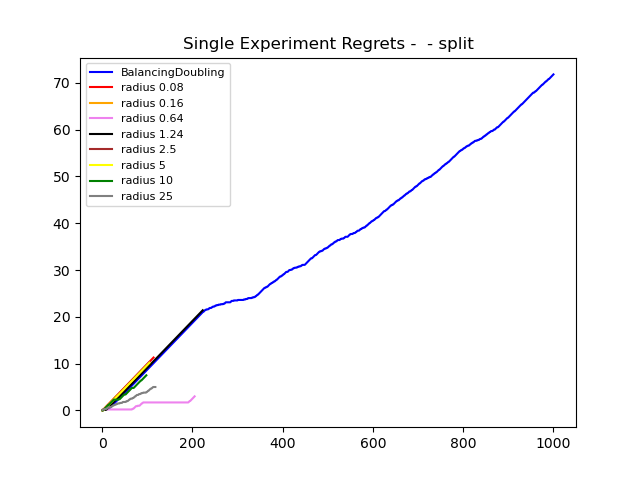 Single Experiment Regrets -  - split
BalancingDoubling
radius 0.08
radius 0.16
radius 0.64
radius 1.24
radius 2.5
radius 5
radius 10
radius 25
70
60
50
40
30
20
10
0
0 200 400 600 800 1000